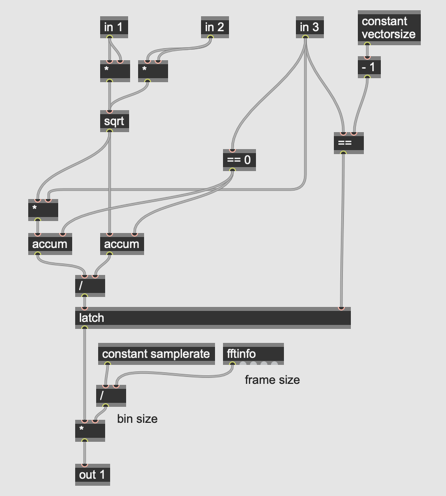 in 1
in 2
in 3
constant
vectorsize
*
*
- 1
sqrt
==
== 0
*
accum
accum
/
latch
constant samplerate
fftinfo
frame size
/
bin size
*
out 1